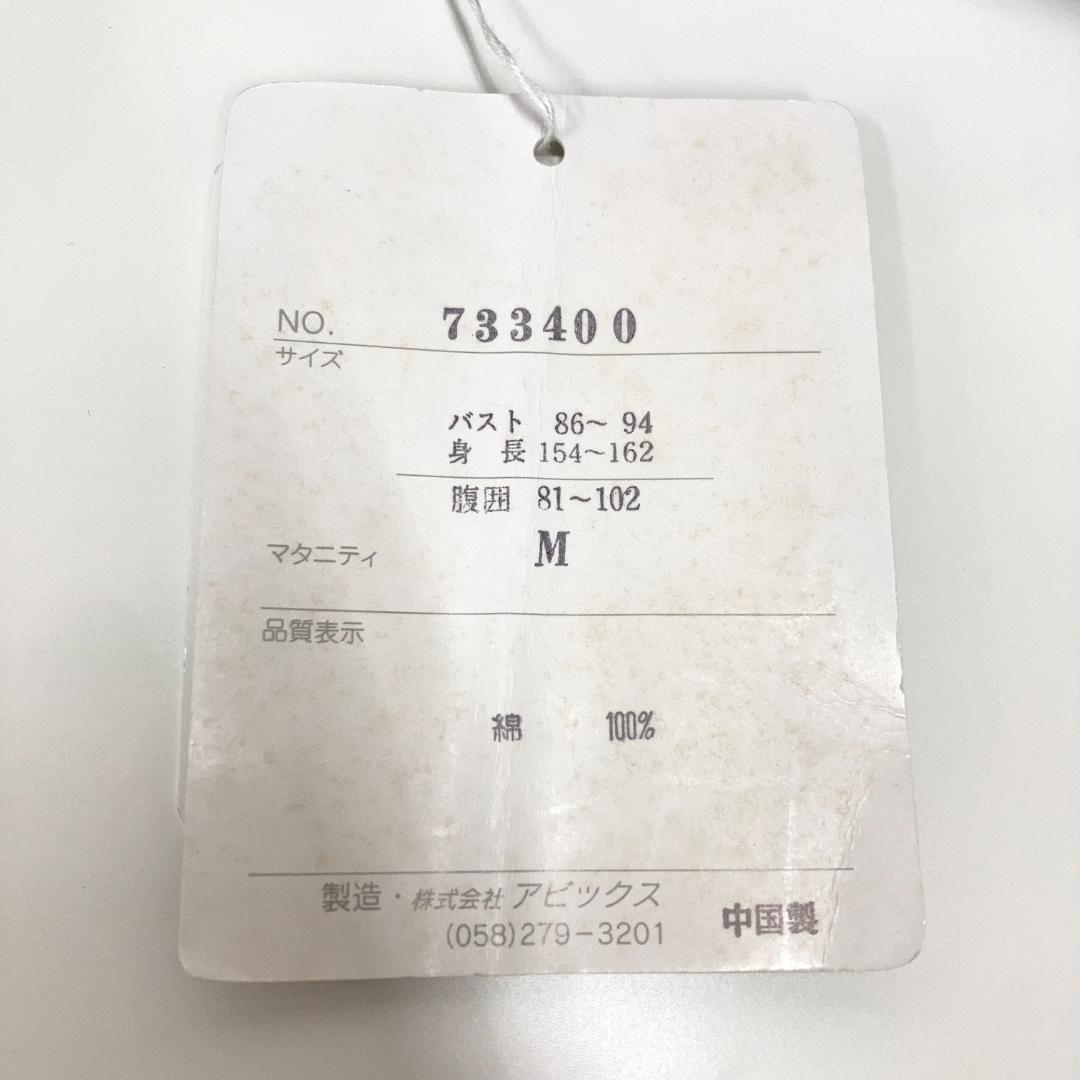 NO. 733400
サイズ
バスト 86〜94
身長 154〜162
腹囲 81〜102
マタニティ M
品質表示
綿 100%
製造・株式会社アビックス
(058)279-3201
中国製